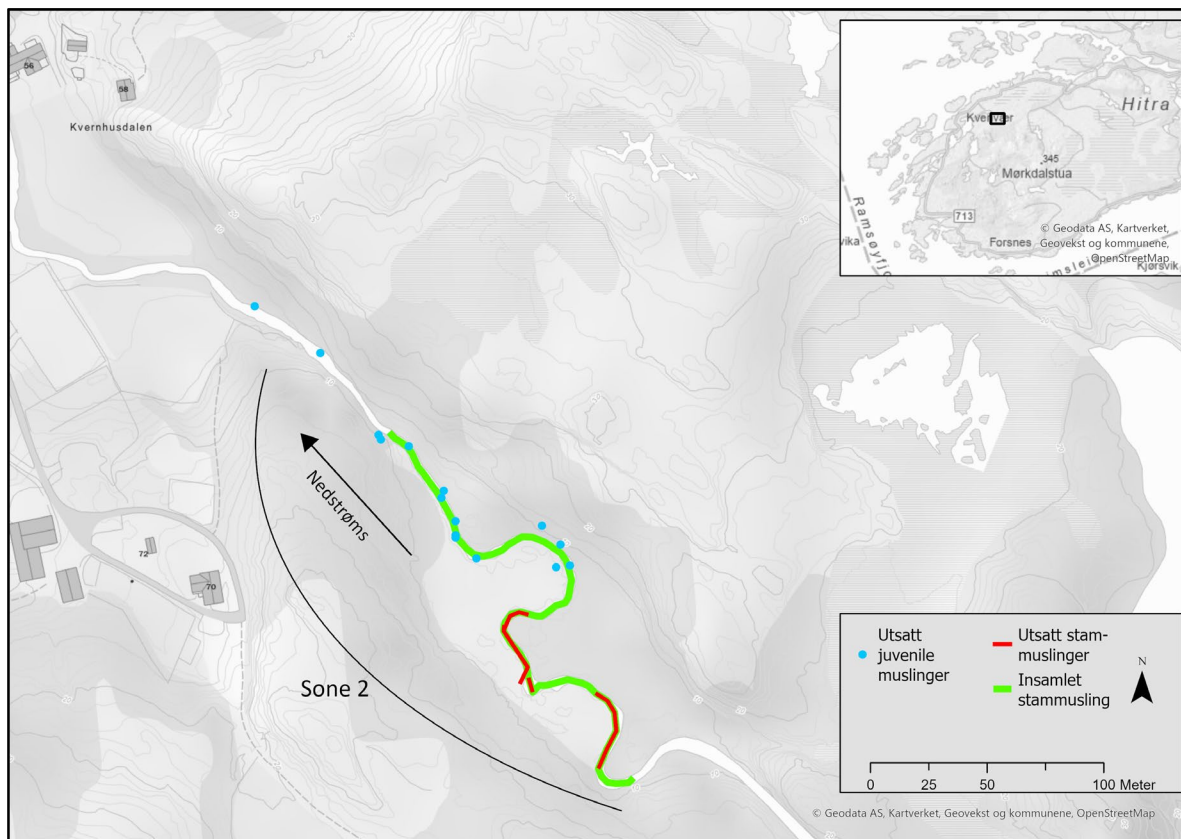 56
58
Kvernhusdalen
Nedstrøms
72
70
Sone 2
Hitra
345
Mørkdalstua
713
Forsnes
© Geodata AS, Kartverket,
Geovekst og kommunene,
OpenStreetMap
Kjørsvik
Utsatt
juvenile
muslinger
Utsatt stam-
muslinger
Insamlet
stammusling
N
0 25 50 100 Meter
© Geodata AS, Kartverket, Geovekst og kommunene, OpenStreetMap